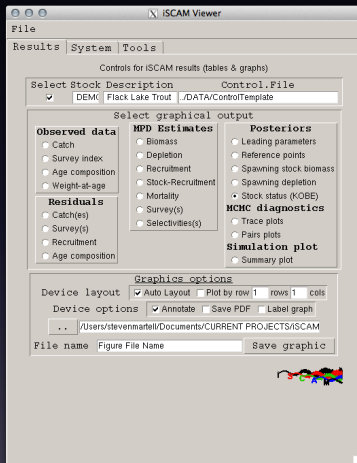 iSCAM Viewer
File
Results System Tools
Controls for iSCAM results (tables & graphs)
Select Stock Description Control.File
DEMO Flack Lake Trout ../DATA/ControlTemplate
Select graphical output
Observed data
Catch
Survey index
Age composition
Weight-at-age
Residuals
Catch(es)
Survey(s)
Recruitment
Age composition
MPD Estimates
Biomass
Depletion
Recruitment
Stock-Recruitment
Mortality
Survey(s)
Selectivities(s)
Posteriors
Leading parameters
Reference points
Spawning stock biomass
Spawning depletion
Stock status (KOBE)
MCMC diagnostics
Trace plots
Pairs plots
Simulation plot
Summary plot
Graphics options
Device layout Auto Layout Plot by row 1 rows 1 cols
Device options Annotate Save PDF Label graph
.. /Users/stevenmartell/Documents/CURRENT PROJECTS/iSCAM
File name Figure File Name Save graphic
iSCAM